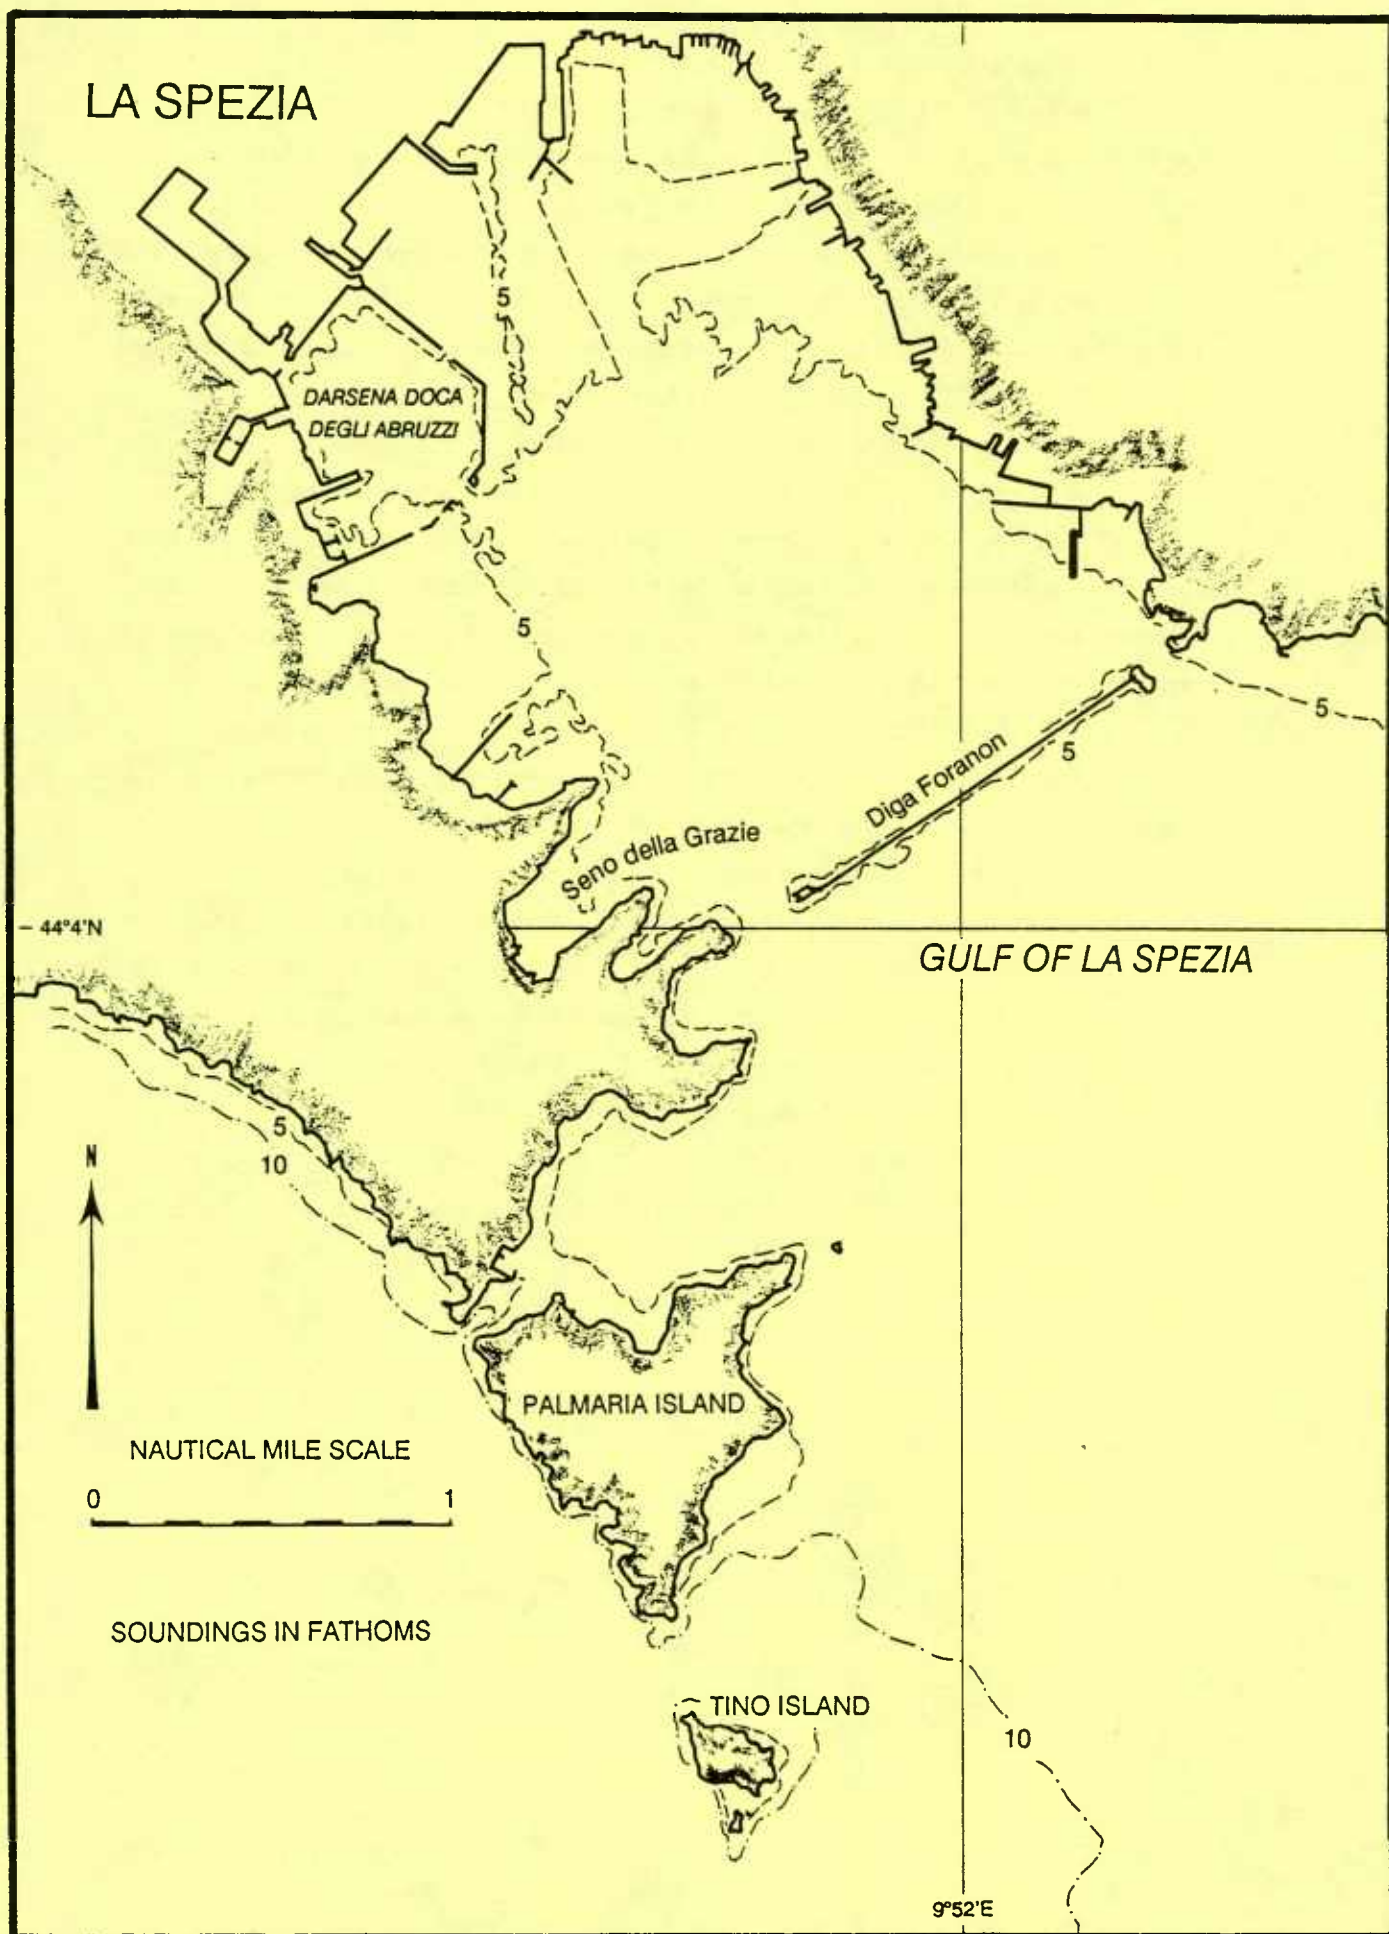 LA SPEZIA
5
DARSENA DOCA
DEGLI ABRUZZI
5
5
5
Diga Foranon
Seno della Grazie
44°4'N
GULF OF LA SPEZIA
5
10
N
PALMARIA ISLAND
NAUTICAL MILE SCALE
0 1
SOUNDINGS IN FATHOMS
TINO ISLAND
10
9°52'E